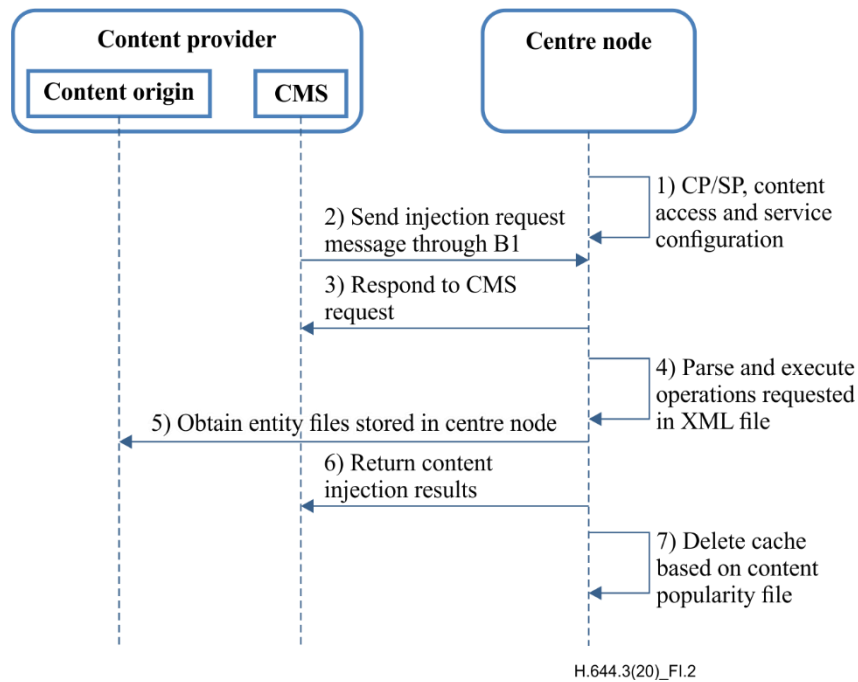 Content provider
Centre node
Content origin
CMS
1) CP/SP, content
access and service
configuration
2) Send injection request
message through B1
3) Respond to CMS
request
4) Parse and execute
operations requested
in XML file
5) Obtain entity files stored in centre node
6) Return content
injection results
7) Delete cache
based on content
popularity file
H.644.3(20)_FI.2